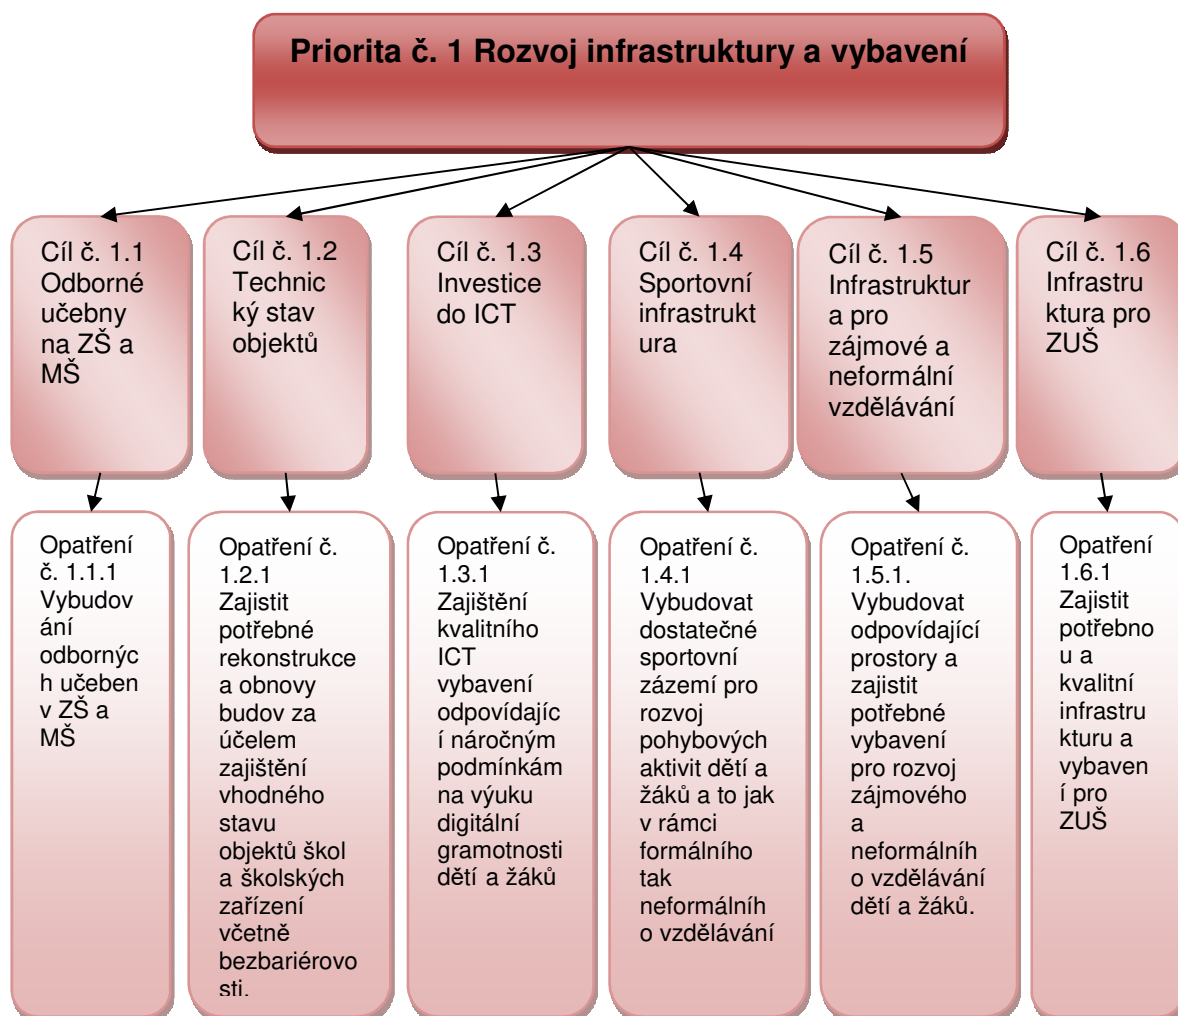 Priorita č. 1 Rozvoj infrastruktury a vybavení
Cíl č. 1.1
Odborné
učebny
na ZŠ a
MŠ
Cíl č. 1.2
Technic
ký stav
objektů
Cíl č. 1.3
Investice
do ICT
Cíl č. 1.4
Sportovní
infrastrukt
ura
Cíl č. 1.5
Infrastruktur
a pro
zájmové a
neformální
vzdělávání
Cíl č. 1.6
Infrastru
ktura pro
ZUŠ
Opatření
č. 1.1.1
Vybudov
ání
odbornýc
h učeben
v ZŠ a
MŠ
Opatření č.
1.2.1
Zajistit
potřebné
rekonstrukce
a obnovy
budov za
účelem
zajištění
vhodného
stavu
objektů škol
a školských
zařízení
včetně
bezbariérovo
sti.
Opatření č.
1.3.1
Zajištění
kvalitního
ICT
vybavení
odpovídajíc
í náročným
podmínkám
na výuku
digitální
gramotnosti
dětí a žáků
Opatření č.
1.4.1
Vybudovat
dostatečné
sportovní
zázemí pro
rozvoj
pohybových
aktivit dětí a
žáků a to jak
v rámci
formálního
tak
neformálníh
o vzdělávání
Opatření č.
1.5.1.
Vybudovat
odpovídající
prostory a
zajistit
potřebné
vybavení
pro rozvoj
zájmového
a
neformálníh
o vzdělávání
dětí a žáků.
Opatření
1.6.1
Zajistit
potřebno
u a
kvalitní
infrastru
kturu a
vybaven
í pro
ZUŠ